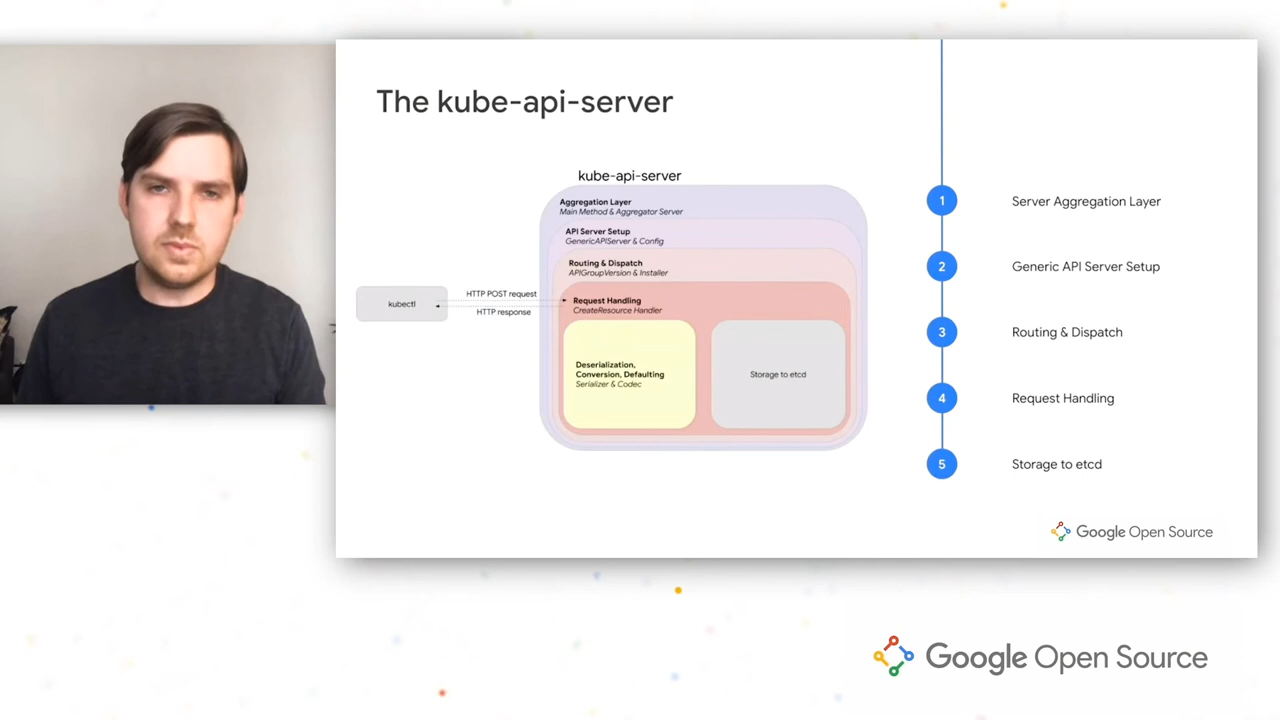 The kube-api-server
kube-api-server
Aggregation Layer
Main Method & Aggregator Server
API Server Setup
GenericAPIServer & Config
Routing & Dispatch
APIGroupVersion & Installer
kubectl
HTTP POST request
HTTP response
Request Handling
CreateResource Handler
Deserialization,
Conversion, Defaulting
Serializer & Codec
Storage to etcd
1 Server Aggregation Layer
2 Generic API Server Setup
3 Routing & Dispatch
4 Request Handling
5 Storage to etcd
Google Open Source
Google Open Source